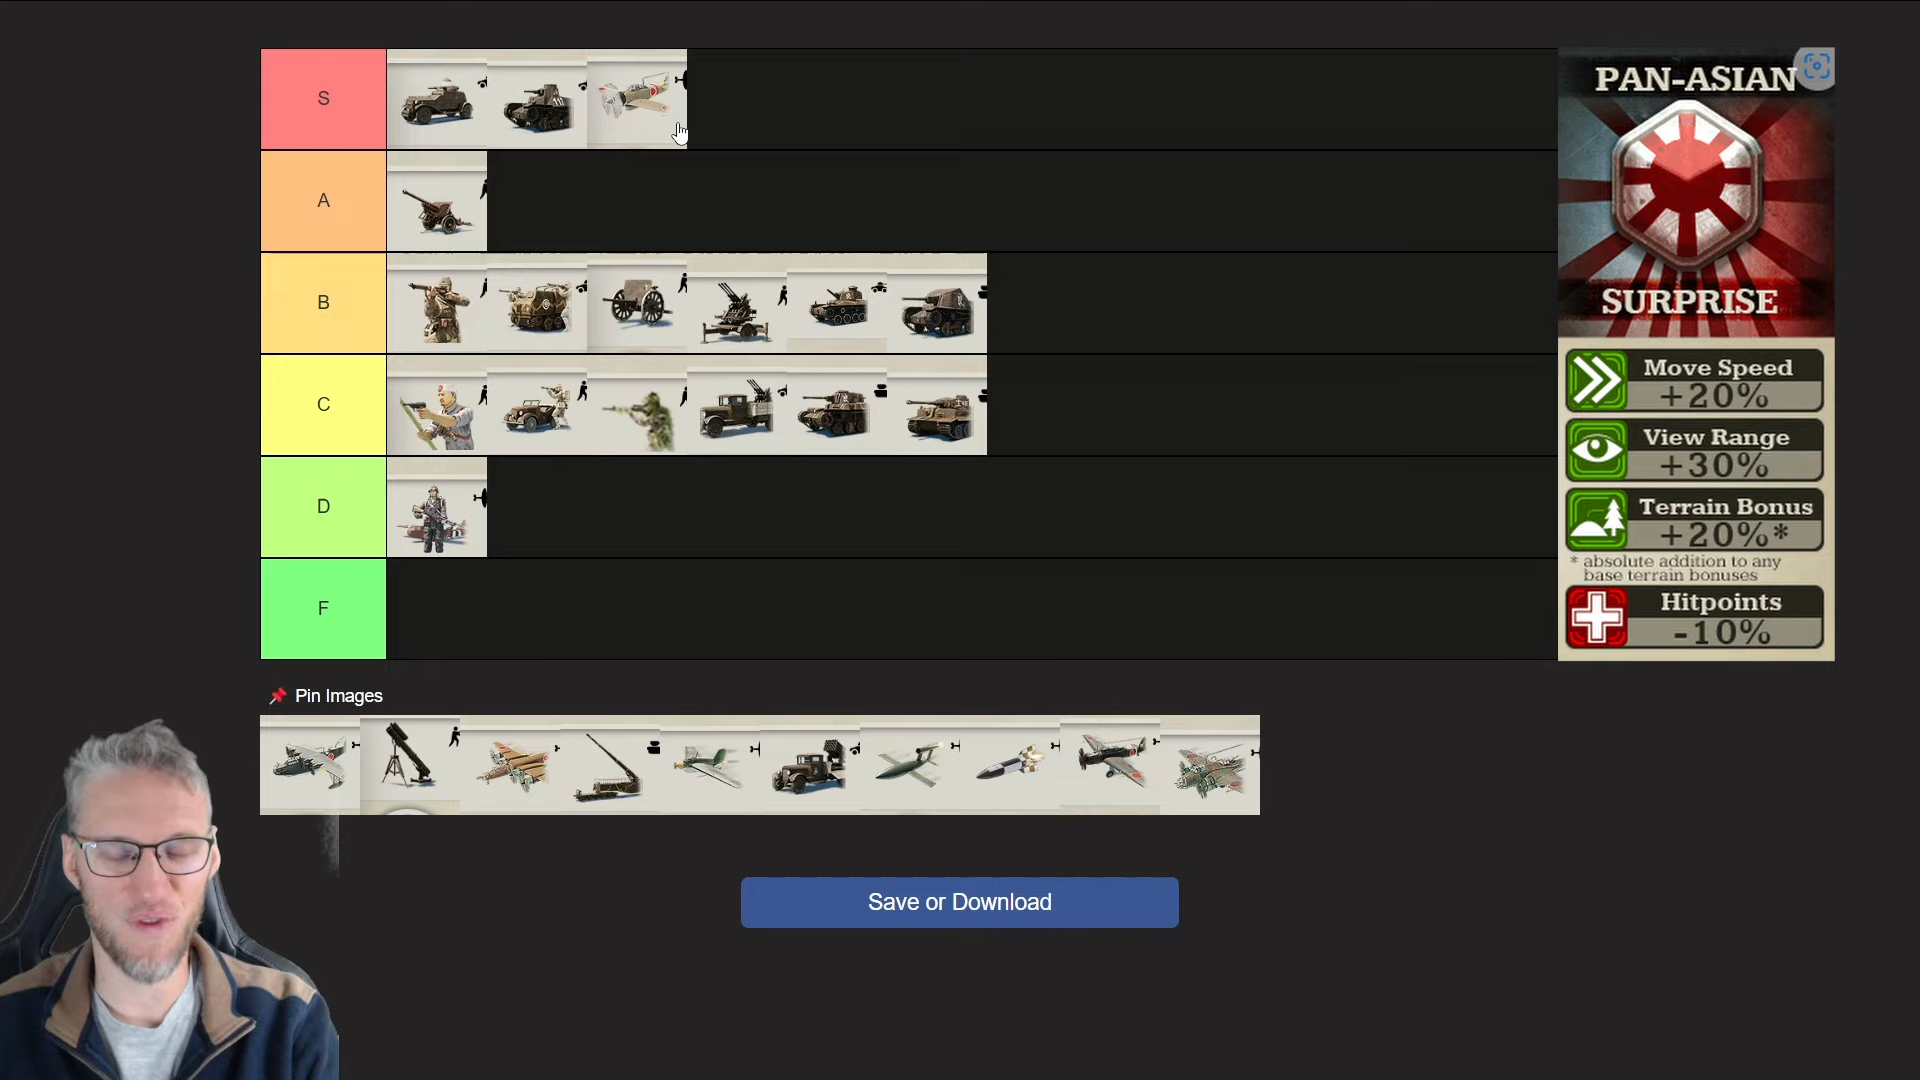 S
A
B
C
D
F
PAN-ASIAN
SURPRISE
Move Speed
+20%
View Range
+30%
Terrain Bonus
+20%*
* absolute addition to any
base terrain bonuses
Hitpoints
-10%
Pin Images
Save or Download